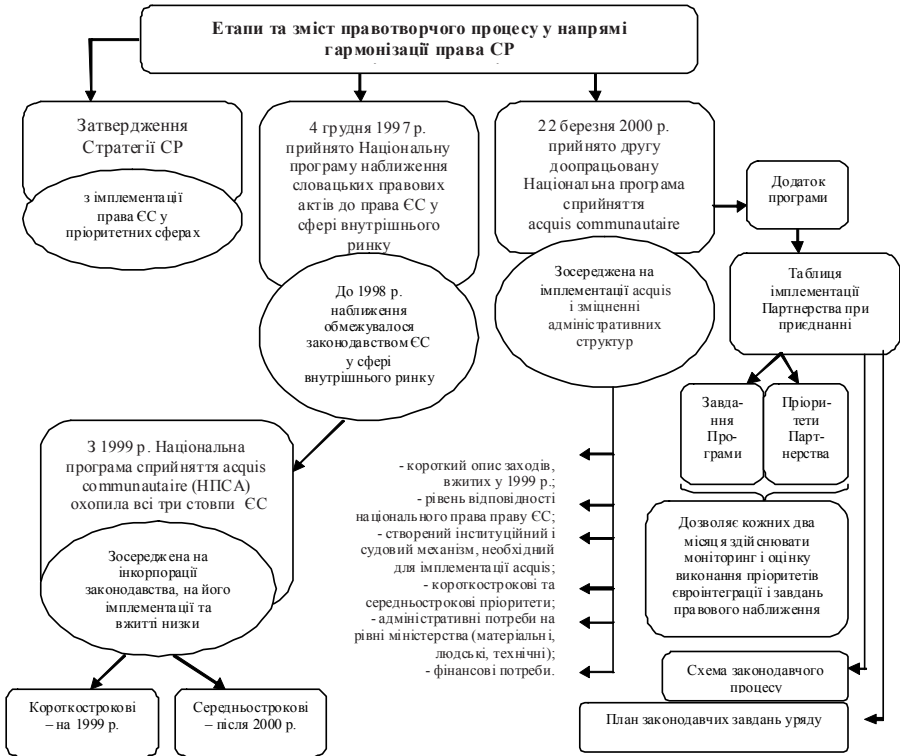 Етапи та зміст правотворчого процесу у напрямі
гармонізації права СР
Затвердження
Стратегії СР
з імплементації
права ЄС у
пріоритетних сферах
4 грудня 1997 р.
прийнято Національну
програму наближення
словацьких правових
актів до права ЄС у
сфері внутрішнього
ринку
До 1998 р.
наближення
обмежувалося
законодавством ЄС
у сфері
внутрішнього ринку
З 1999 р. Національна
програма сприйняття acquis
communautaire (НПСА)
охопила всі три стовпи ЄС
Зосереджена на
інкорпорації
законодавства, на його
імплементації та
вжитті низки
Короткострокові
– на 1999 р.
Середньострокові
– після 2000 р.
22 березня 2000 р.
прийнято другу
доопрацьовану
Національна програма
сприйняття
acquis communautaire
Зосереджена на
імплементації acquis
і зміцненні
адміністративних
структур
- короткий опис заходів,
вжитих у 1999 р.;
- рівень відповідності
національного права праву ЄС;
- створений інституційний і
судовий механізм, необхідний
для імплементації acquis;
- короткострокові та
середньострокові пріоритети;
- адміністративні потреби на
рівні міністерства (матеріальні,
людські, технічні);
- фінансові потреби.
Додаток
програми
Таблиця
імплементації
Партнерства при
приєднанні
Завда-
ння
Про-
грами
Пріори-
тети
Парт-
нерства
Дозволяє кожних два
місяця здійснювати
моніторинг і оцінку
виконання пріоритетів
євроінтеграції і завдань
правового наближення
Схема законодавчого
процесу
План законодавчих завдань уряду